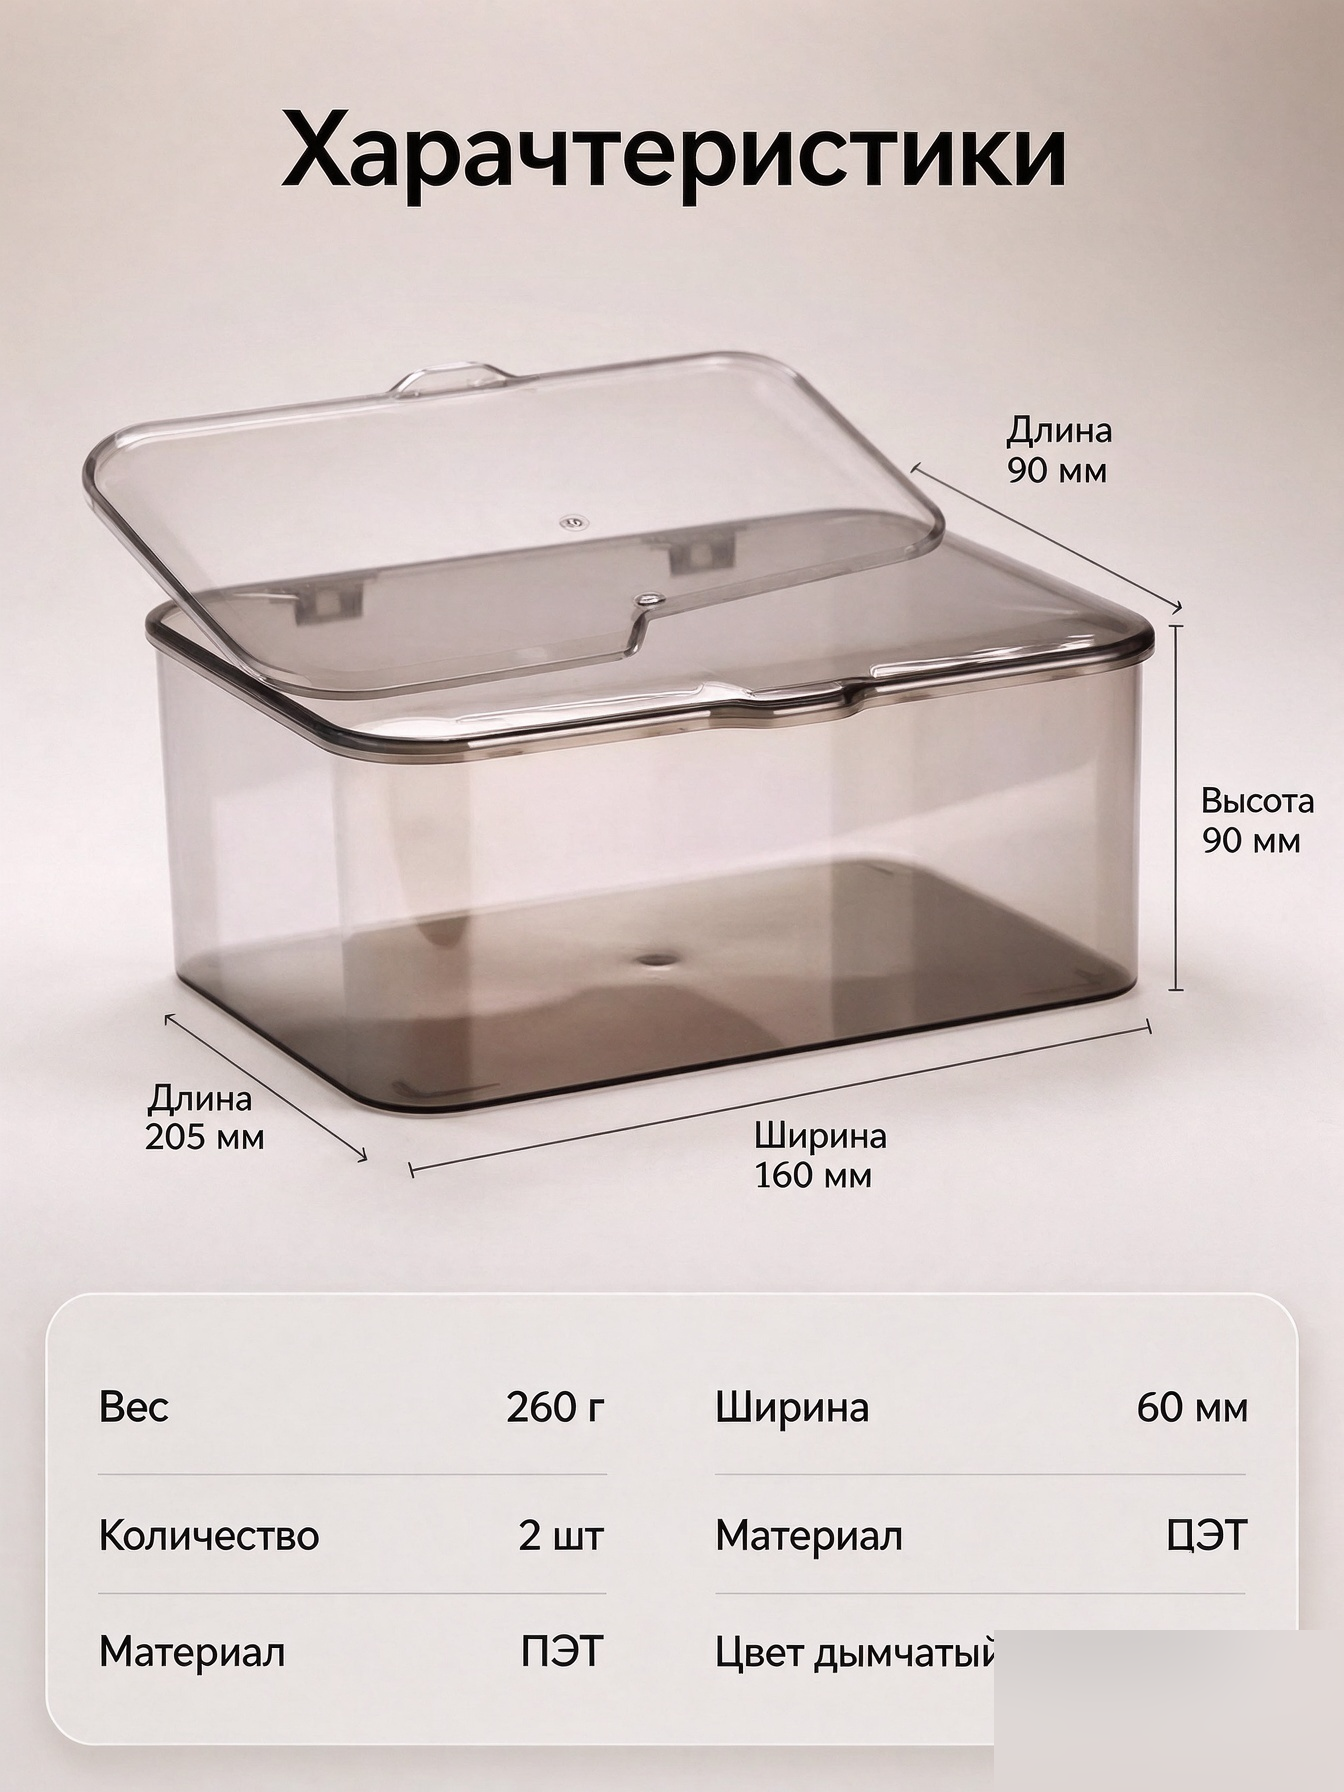 Харачтеристики
Длина
90 мм
Высота
90 мм
Длина
205 мм
Ширина
160 мм
Вес 260 г
Ширина 60 мм
Количество 2 шт
Материал ЦЭТ
Материал ПЭТ
Цвет дымчатый